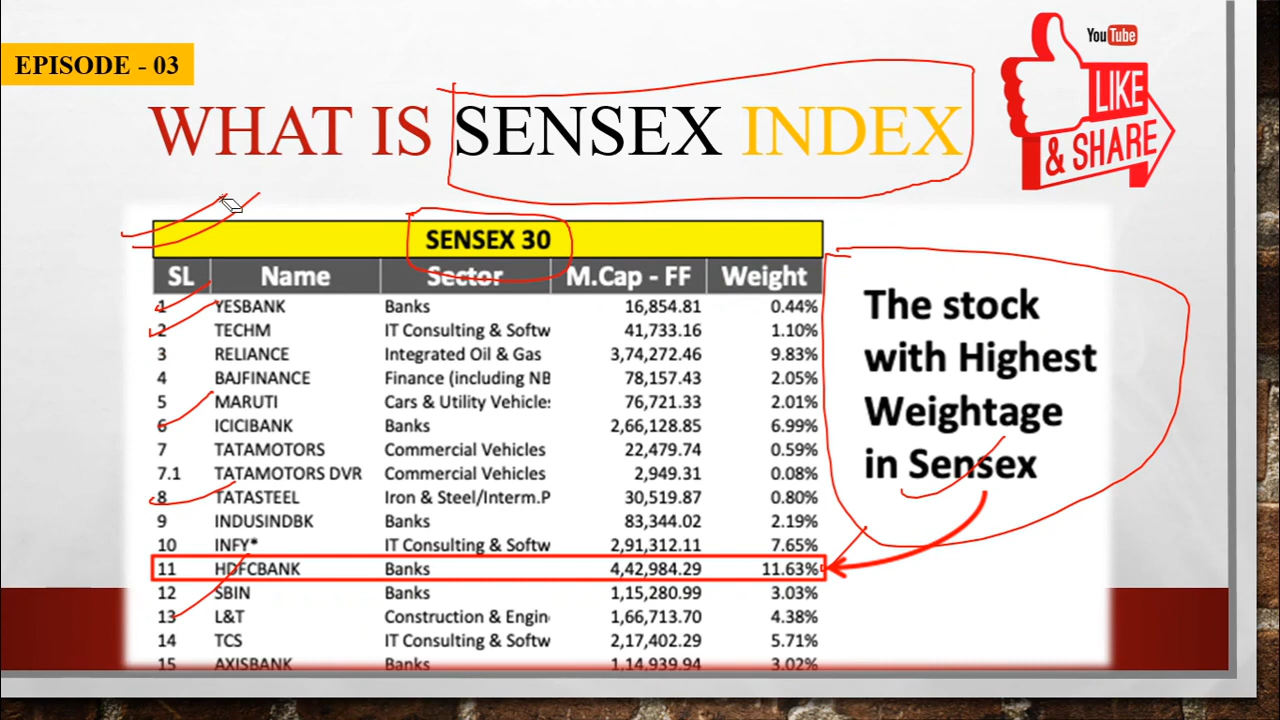 EPISODE - 03
WHAT IS SENSEX INDEX
YouTube
LIKE
& SHARE
SENSEX 30
SL Name Sector M.Cap - FF Weight
1 YESBANK Banks 16,854.81 0.44%
2 TECHM IT Consulting & Softw 41,733.16 1.10%
3 RELIANCE Integrated Oil & Gas 3,74,272.46 9.83%
4 BAJFINANCE Finance (including NB 78,157.43 2.05%
5 MARUTI Cars & Utility Vehicles 76,721.33 2.01%
6 ICICIBANK Banks 2,66,128.85 6.99%
7 TATAMOTORS Commercial Vehicles 22,479.74 0.59%
7.1 TATAMOTORS DVR Commercial Vehicles 2,949.31 0.08%
8 TATASTEEL Iron & Steel/Interm.P 30,519.87 0.80%
9 INDUSINDBK Banks 83,344.02 2.19%
10 INFY* IT Consulting & Softw 2,91,312.11 7.65%
11 HDFCBANK Banks 4,42,984.29 11.63%
12 SBIN Banks 1,15,280.99 3.03%
13 L&T Construction & Engin 1,66,713.70 4.38%
14 TCS IT Consulting & Softw 2,17,402.29 5.71%
15 AXISBANK Banks 1,14,939.94 3.02%
The stock
with Highest
Weightage
in Sensex